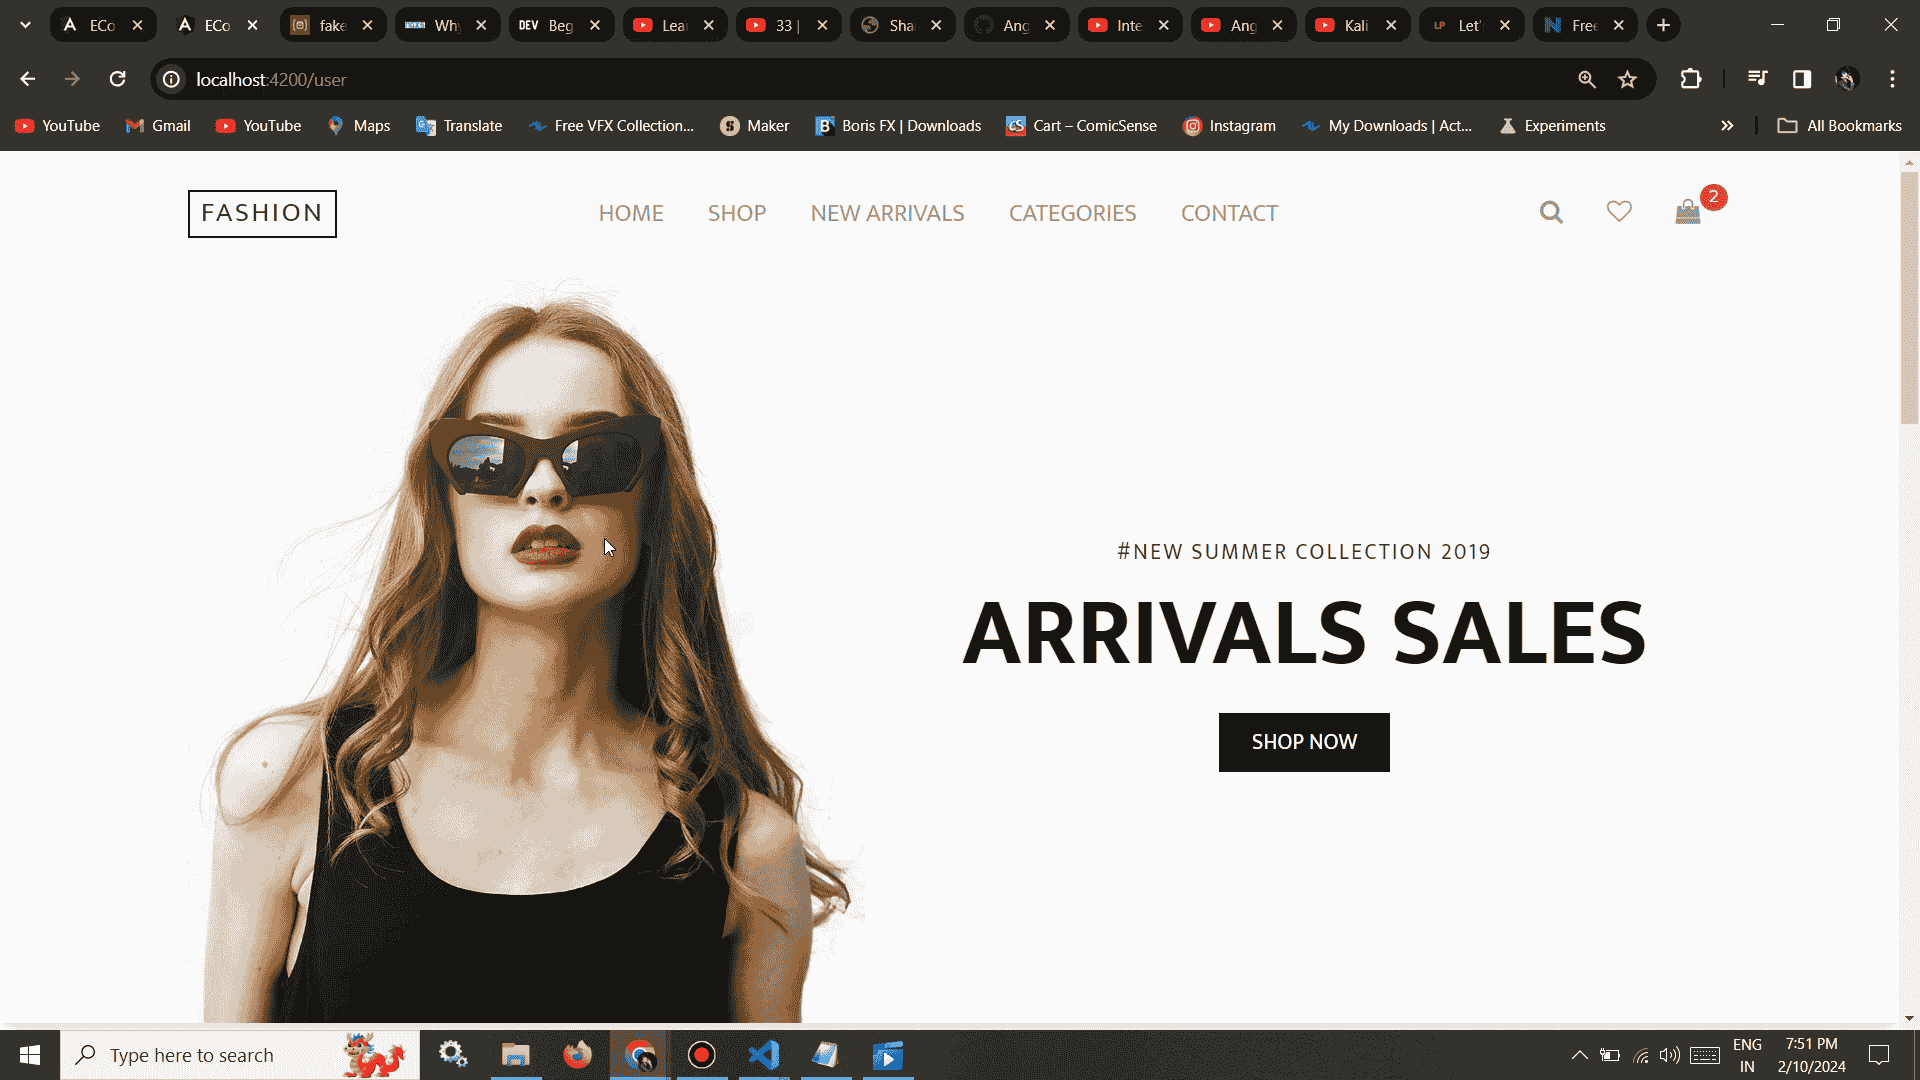 ECo ECo fake Why DEV Beg Lear 33 | Sha Ang Inte Ang Kali LP Let' Free
localhost:4200/user
YouTube Gmail YouTube Maps Translate Free VFX Collection... Maker Boris FX | Downloads Cart – ComicSense Instagram My Downloads | Act... Experiments All Bookmarks
FASHION HOME SHOP NEW ARRIVALS CATEGORIES CONTACT 2
#NEW SUMMER COLLECTION 2019
ARRIVALS SALES
SHOP NOW
Type here to search
ENG
IN
7:51 PM
2/10/2024